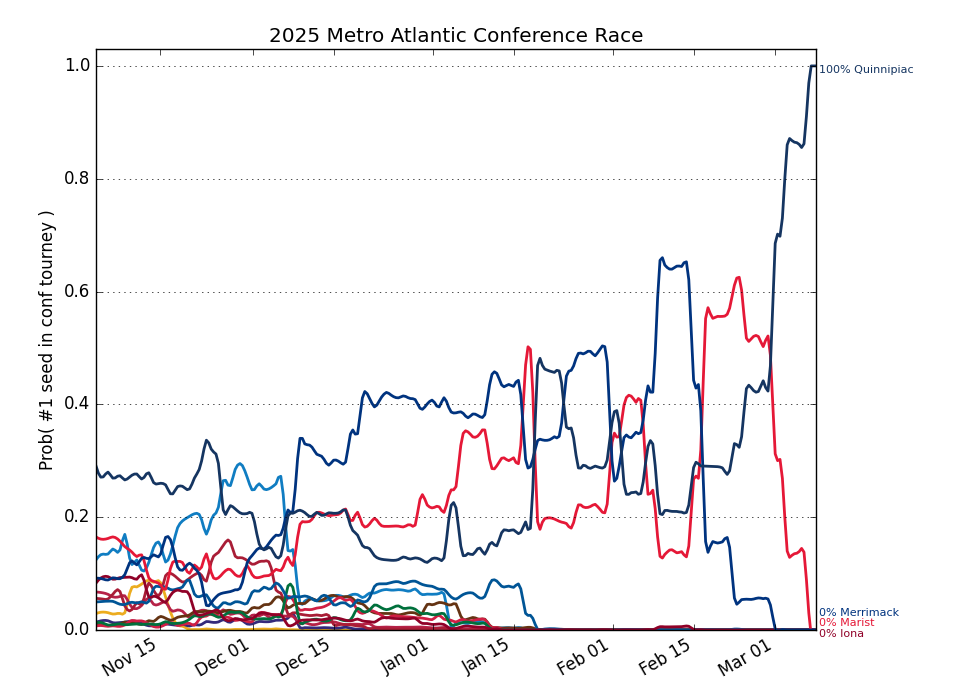 2025 Metro Atlantic Conference Race
Prob( #1 seed in conf tourney )
1.0
0.8
0.6
0.4
0.2
0.0
100% Quinnipiac
0% Merrimack
0% Marist
0% Iona
Nov 15
Dec 01
Dec 15
Jan 01
Jan 15
Feb 01
Feb 15
Mar 01